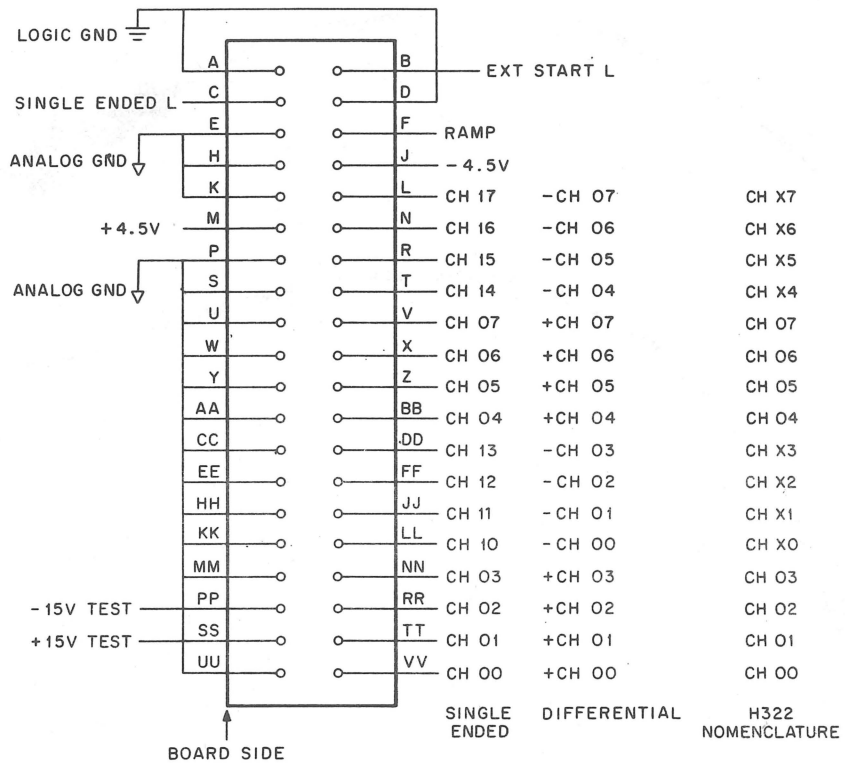 LOGIC GND
A B EXT START L
SINGLE ENDED L C D
E F RAMP
ANALOG GND H J -4.5V
K L CH 17 -CH 07 CH X7
+4.5V M N CH 16 -CH 06 CH X6
P R CH 15 -CH 05 CH X5
ANALOG GND S T CH 14 -CH 04 CH X4
U V CH 07 +CH 07 CH 07
W X CH 06 +CH 06 CH 06
Y Z CH 05 +CH 05 CH 05
AA BB CH 04 +CH 04 CH 04
CC DD CH 13 -CH 03 CH X3
EE FF CH 12 -CH 02 CH X2
HH JJ CH 11 -CH 01 CH X1
KK LL CH 10 -CH 00 CH X0
MM NN CH 03 +CH 03 CH 03
-15V TEST PP RR CH 02 +CH 02 CH 02
+15V TEST SS TT CH 01 +CH 01 CH 01
UU VV CH 00 +CH 00 CH 00
SINGLE DIFFERENTIAL H322
ENDED NOMENCLATURE
BOARD SIDE